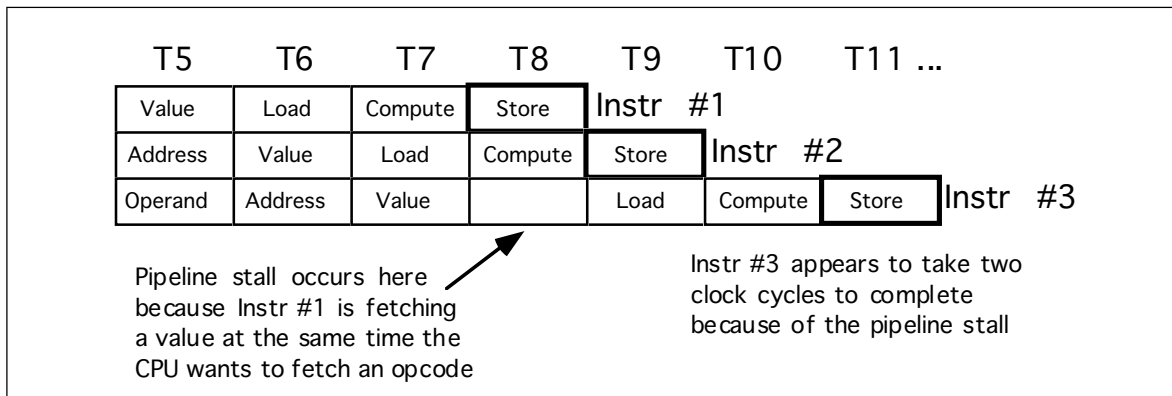 T5 T6 T7 T8 T9 T10 T11 ...
Value Load Compute Store Instr #1
Address Value Load Compute Store Instr #2
Operand Address Value Load Compute Store Instr #3
Pipeline stall occurs here
because Instr #1 is fetching
a value at the same time the
CPU wants to fetch an opcode
Instr #3 appears to take two
clock cycles to complete
because of the pipeline stall